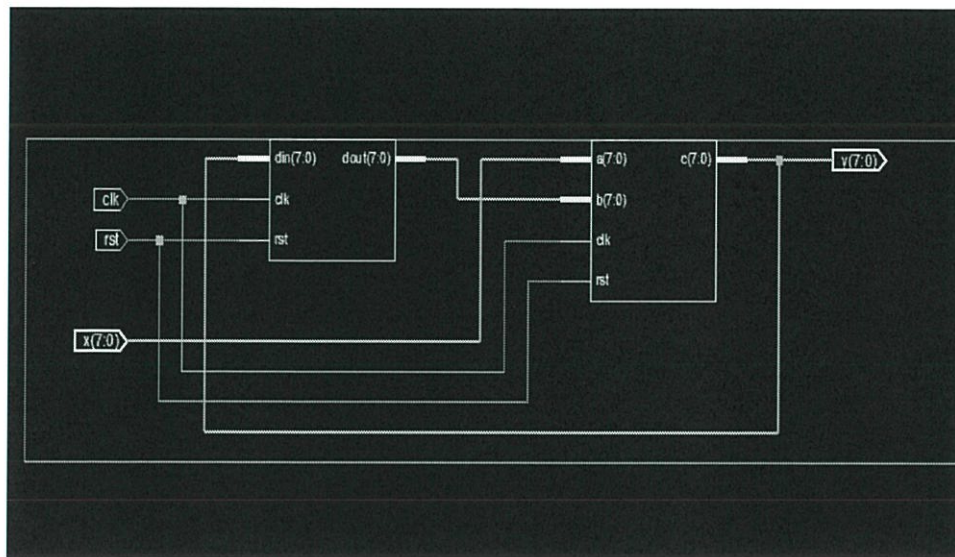 din(7:0) dout(7:0)
a(7:0) c(7:0)
y(7:0)
clk
clk
b(7:0)
rst
rst
clk
rst
x(7:0)